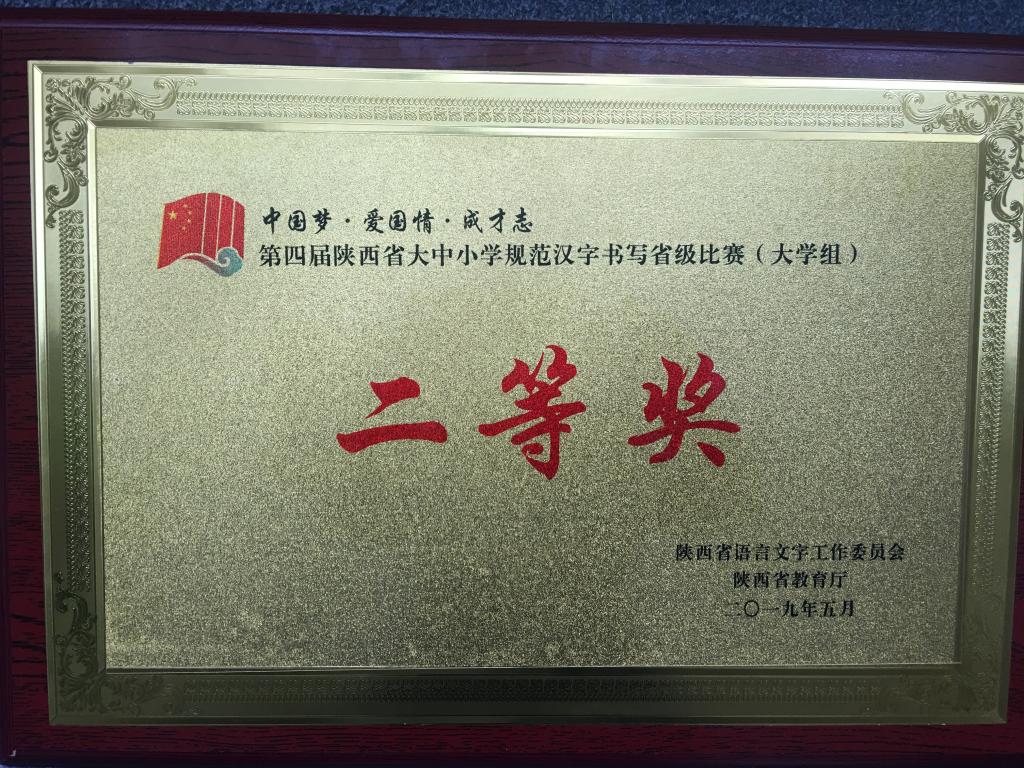 中国梦·爱国情·成才志
第四届陕西省大中小学规范汉字书写省级比赛（大学组）
二等奖
陕西省语言文字工作委员会
陕西省教育厅
二〇一九年五月